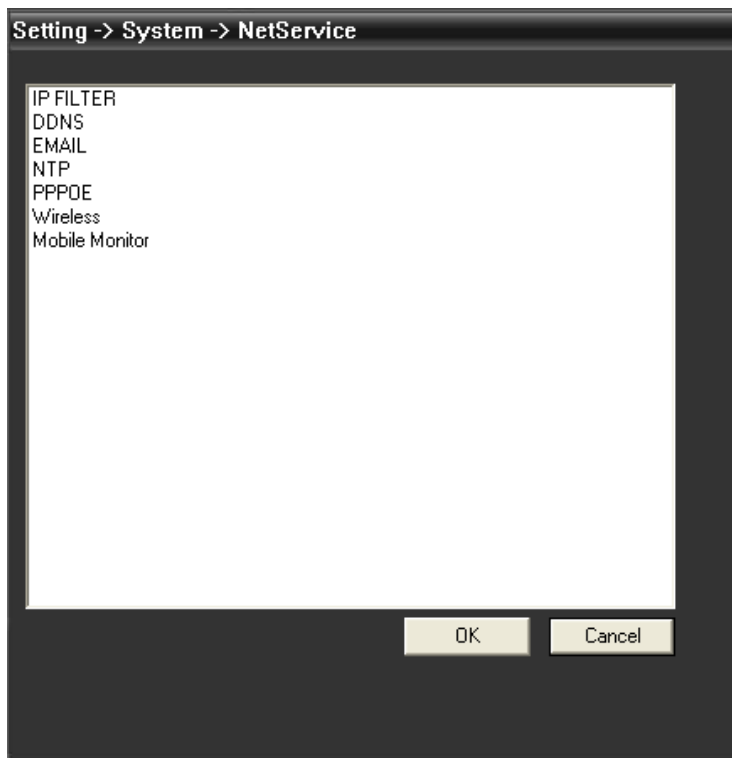 Setting -> System -> NetService
IP FILTER
DDNS
EMAIL
NTP
PPPOE
Wireless
Mobile Monitor
OK Cancel